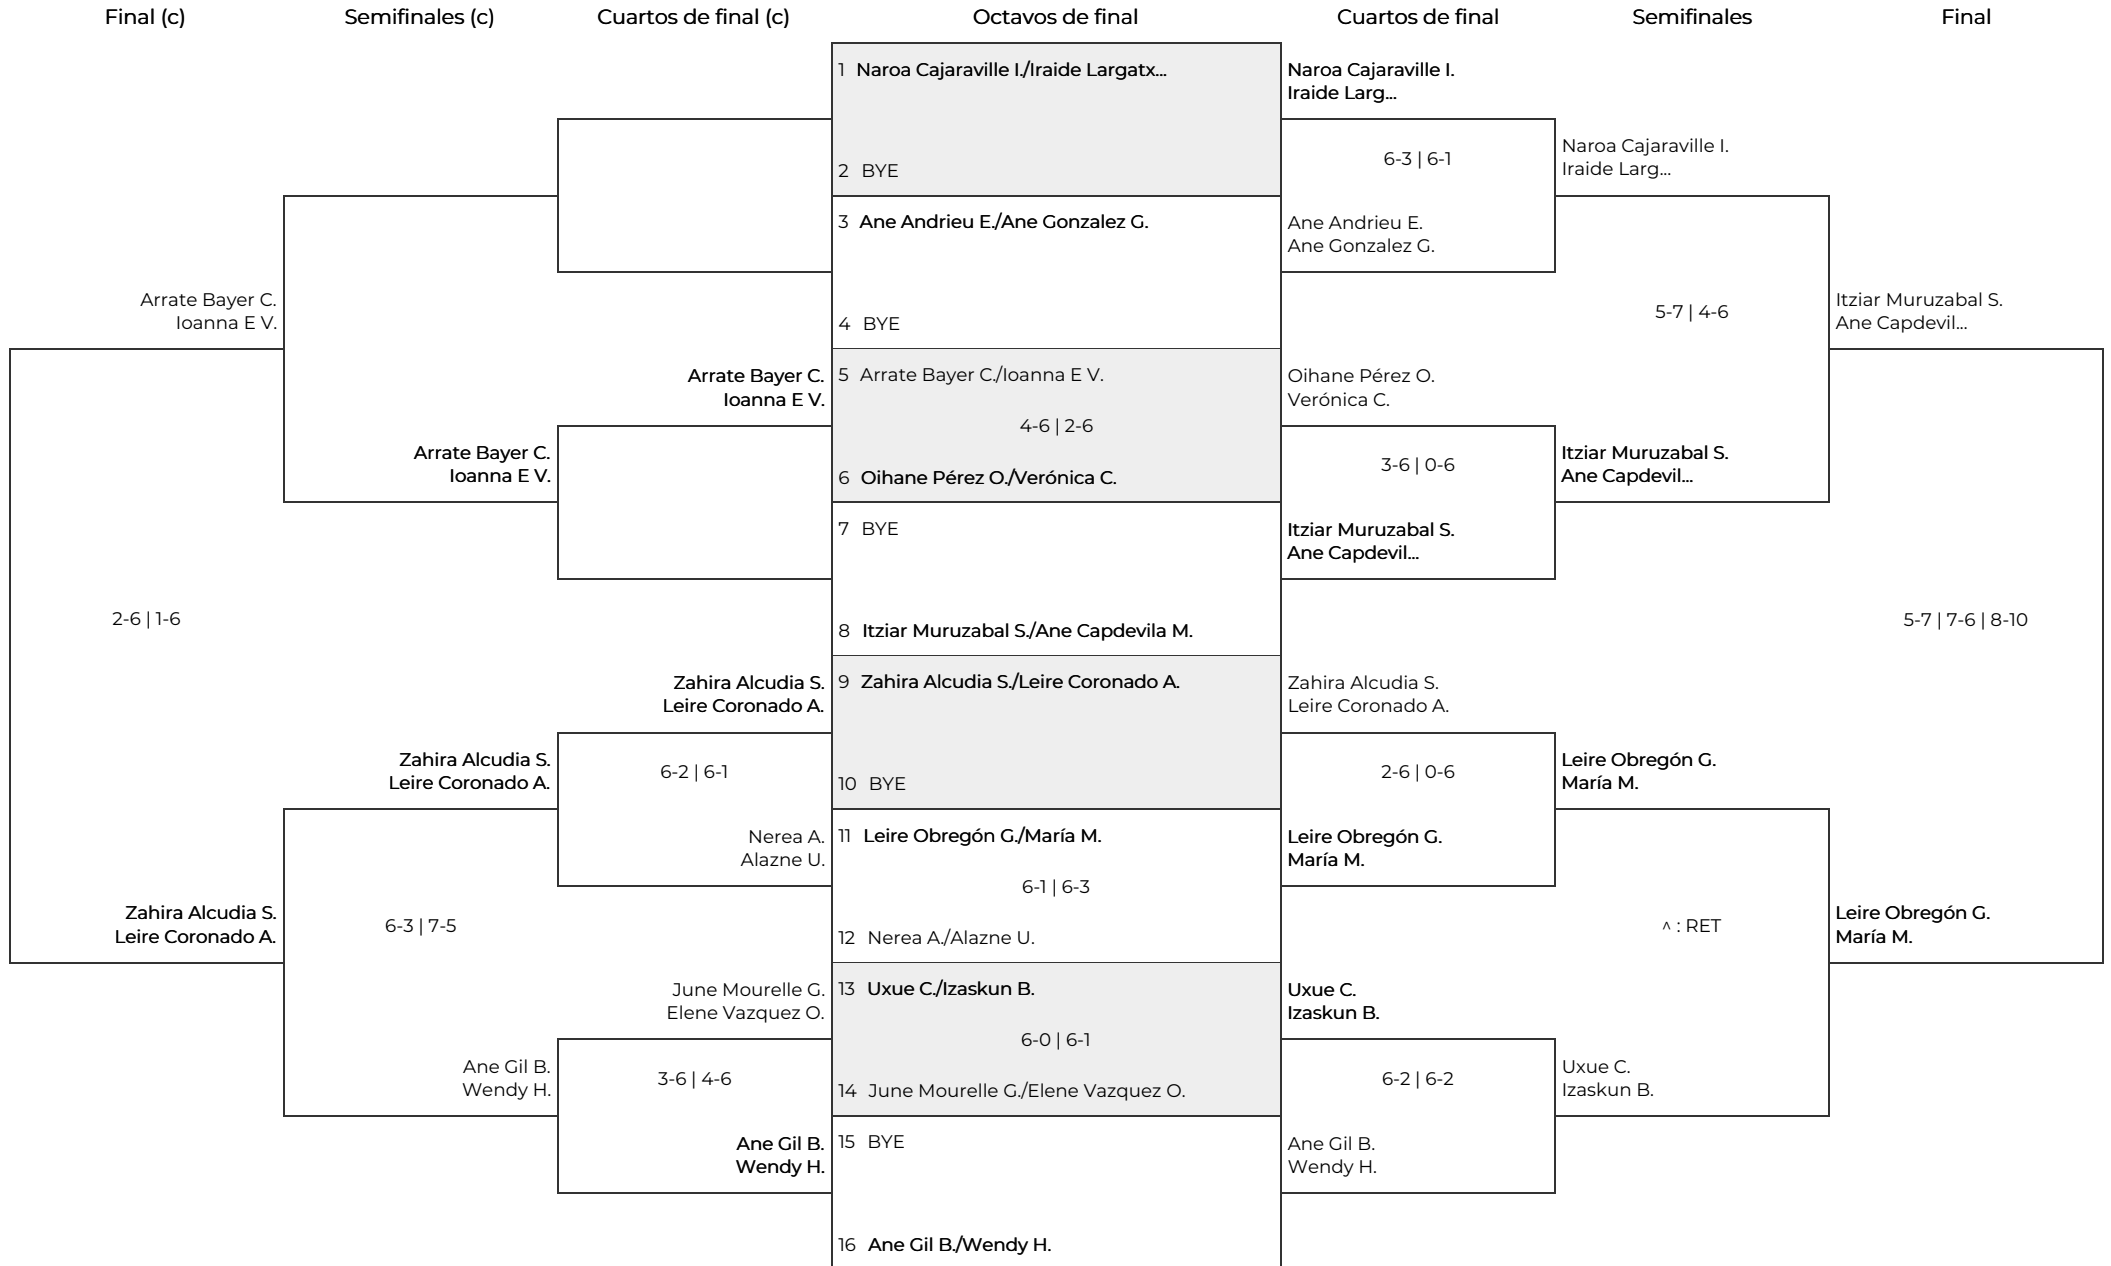 Final (c)
Semifinales (c)
Cuartos de final (c)
Octavos de final
Cuartos de final
Semifinales
Final
Arrate Bayer C.
Ioanna E V.
2-6 | 1-6
Zahira Alcudia S.
Leire Coronado A.
Arrate Bayer C.
Ioanna E V.
Zahira Alcudia S.
Leire Coronado A.
6-3 | 7-5
Ane Gil B.
Wendy H.
Arrate Bayer C.
Ioanna E V.
Zahira Alcudia S.
Leire Coronado A.
6-2 | 6-1
Nerea A.
Alazne U.
June Mourelle G.
Elene Vazquez O.
3-6 | 4-6
Ane Gil B.
Wendy H.
1 Naroa Cajaraville I./Iraide Largatx...
2 BYE
3 Ane Andrieu E./Ane Gonzalez G.
4 BYE
5 Arrate Bayer C./Ioanna E V.
4-6 | 2-6
6 Oihane Pérez O./Verónica C.
7 BYE
8 Itziar Muruzabal S./Ane Capdevila M.
9 Zahira Alcudia S./Leire Coronado A.
10 BYE
11 Leire Obregón G./María M.
6-1 | 6-3
12 Nerea A./Alazne U.
13 Uxue C./Izaskun B.
6-0 | 6-1
14 June Mourelle G./Elene Vazquez O.
15 BYE
16 Ane Gil B./Wendy H.
Naroa Cajaraville I.
Iraide Larg...
6-3 | 6-1
Ane Andrieu E.
Ane Gonzalez G.
Oihane Pérez O.
Verónica C.
3-6 | 0-6
Itziar Muruzabal S.
Ane Capdevil...
Zahira Alcudia S.
Leire Coronado A.
2-6 | 0-6
Leire Obregón G.
María M.
Uxue C.
Izaskun B.
6-2 | 6-2
Ane Gil B.
Wendy H.
Naroa Cajaraville I.
Iraide Larg...
5-7 | 4-6
Itziar Muruzabal S.
Ane Capdevil...
Leire Obregón G.
María M.
^ : RET
Uxue C.
Izaskun B.
Itziar Muruzabal S.
Ane Capdevil...
5-7 | 7-6 | 8-10
Leire Obregón G.
María M.